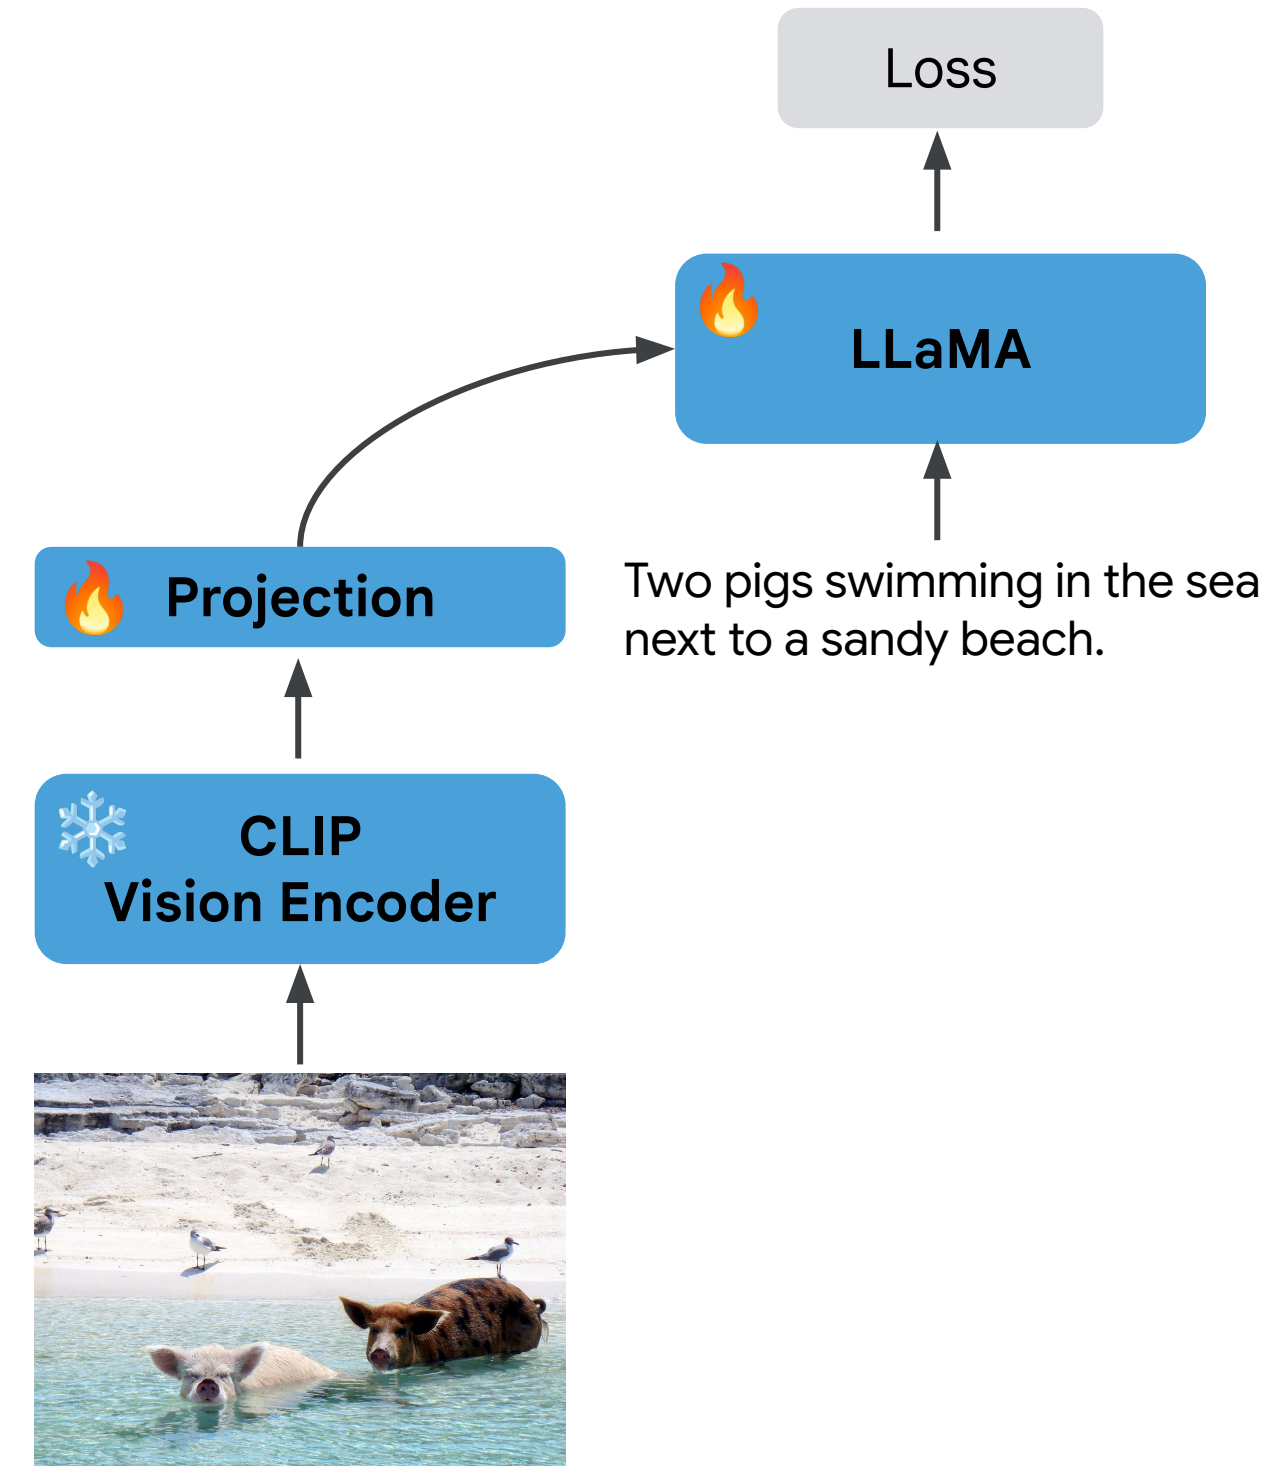 Loss
LLaMA
Projection
Two pigs swimming in the sea
next to a sandy beach.
CLIP
Vision Encoder